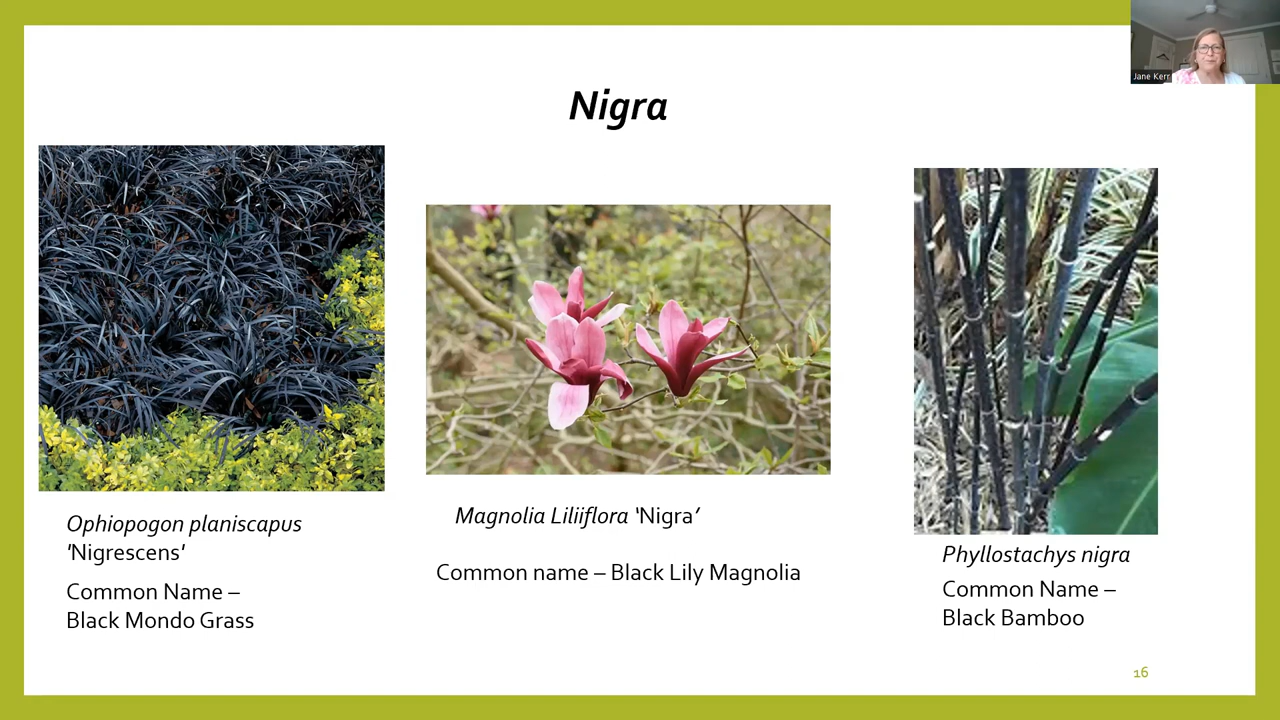 Jane Kerr
Nigra
Ophiopogon planiscapus
'Nigrescens'
Common Name –
Black Mondo Grass
Magnolia Liliiflora ‘Nigra’
Common name – Black Lily Magnolia
Phyllostachys nigra
Common Name –
Black Bamboo
16